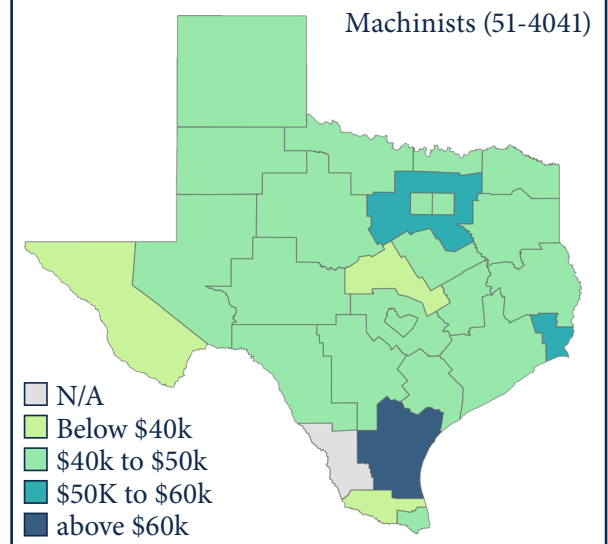 Machinists (51-4041)
N/A
Below $40k
$40k to $50k
$50K to $60k
above $60k